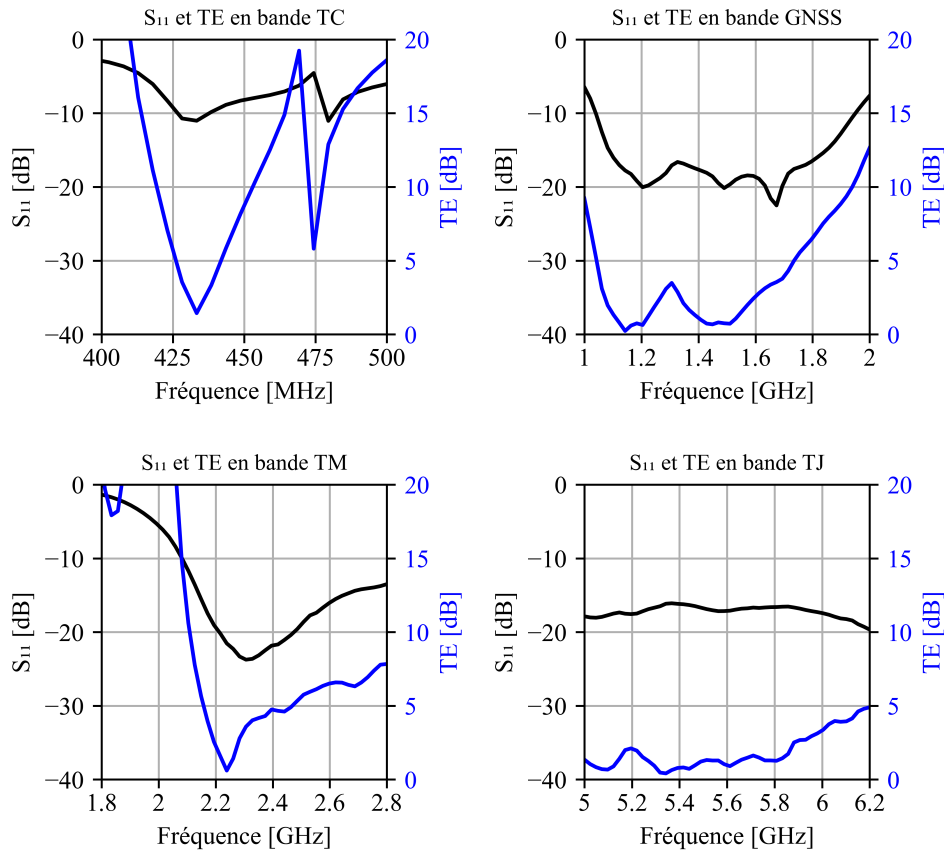 S₁₁ et TE en bande TC
0
−10
−20
−30
−40
S₁₁ [dB]
20
15
10
5
0
TE [dB]
400 425 450 475 500
Fréquence [MHz]
S₁₁ et TE en bande GNSS
0
−10
−20
−30
−40
S₁₁ [dB]
20
15
10
5
0
TE [dB]
1 1.2 1.4 1.6 1.8 2
Fréquence [GHz]
S₁₁ et TE en bande TM
0
−10
−20
−30
−40
S₁₁ [dB]
20
15
10
5
0
TE [dB]
1.8 2 2.2 2.4 2.6 2.8
Fréquence [GHz]
S₁₁ et TE en bande TJ
0
−10
−20
−30
−40
S₁₁ [dB]
20
15
10
5
0
TE [dB]
5 5.2 5.4 5.6 5.8 6 6.2
Fréquence [GHz]